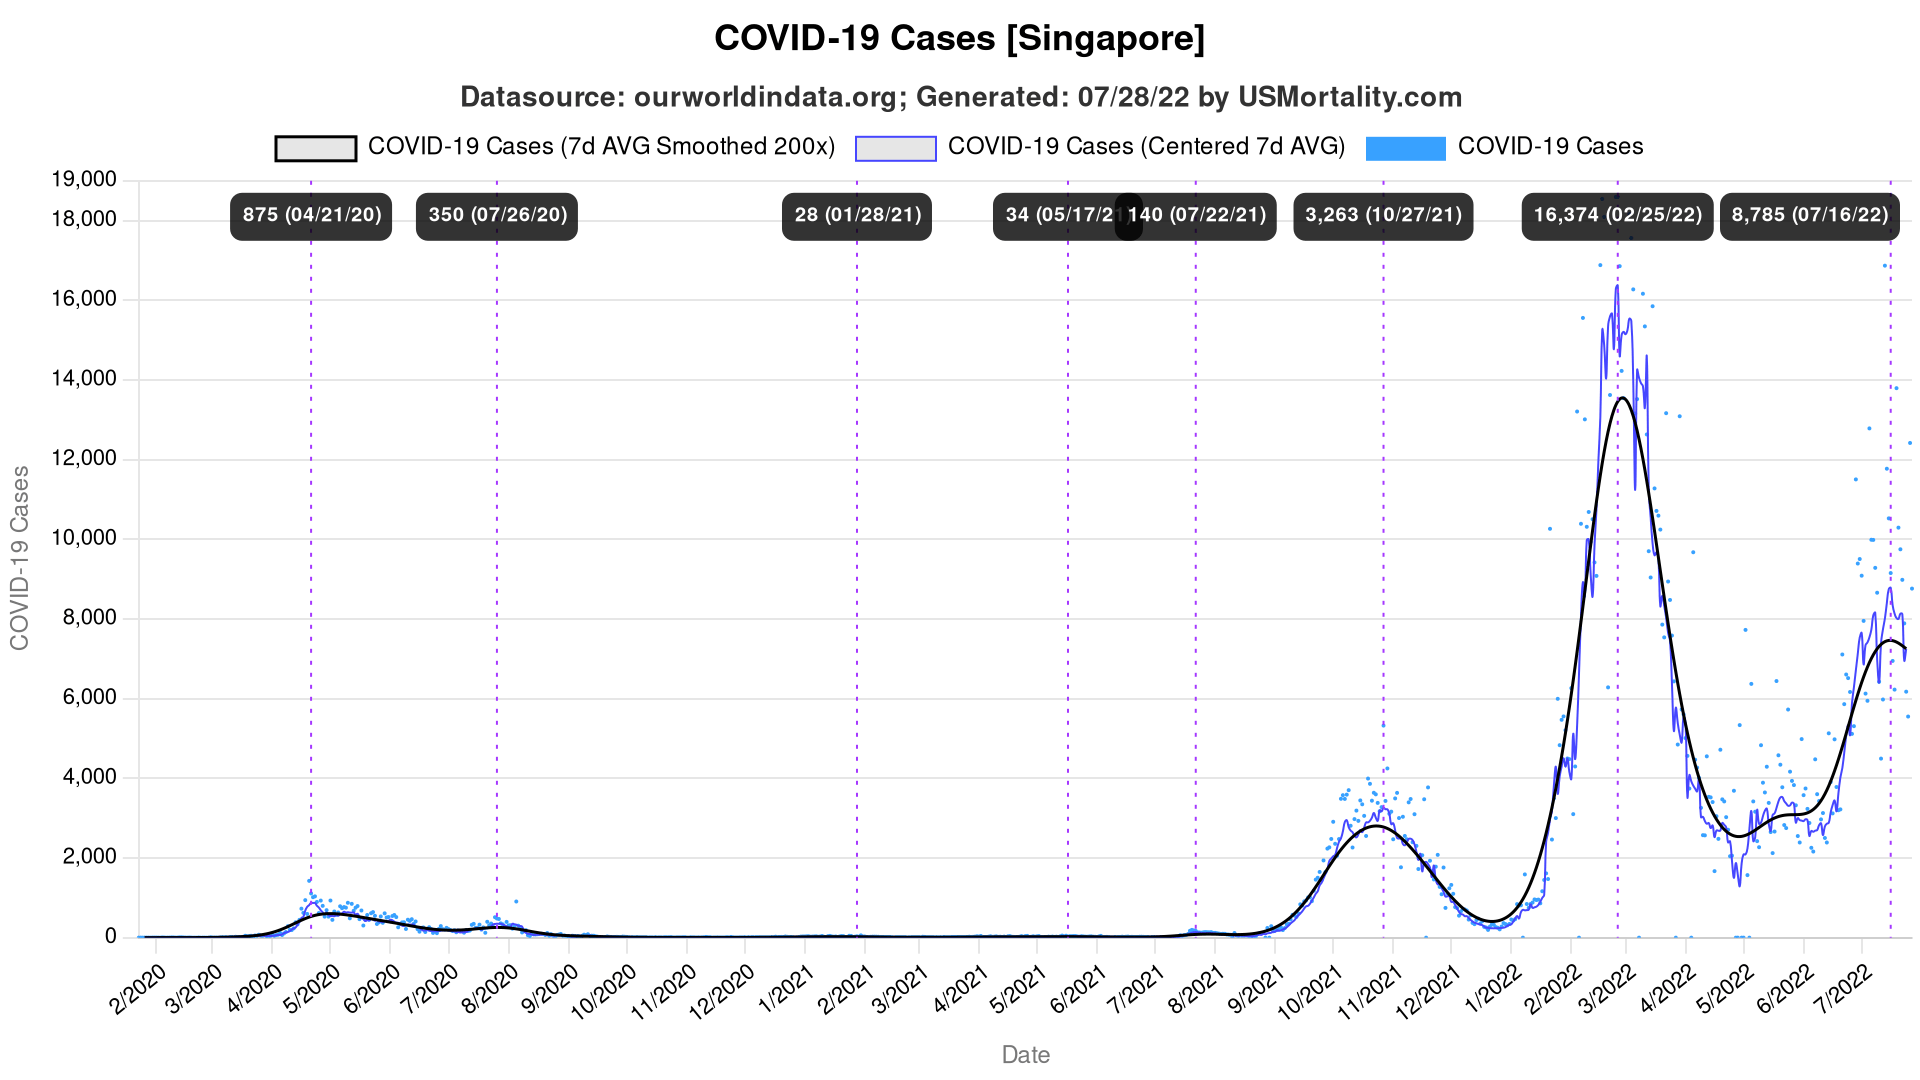 COVID-19 Cases [Singapore]
Datasource: ourworldindata.org; Generated: 07/28/22 by USMortality.com
COVID-19 Cases (7d AVG Smoothed 200x) COVID-19 Cases (Centered 7d AVG) COVID-19 Cases
875 (04/21/20) 350 (07/26/20) 28 (01/28/21) 34 (05/17/21) 140 (07/22/21) 3,263 (10/27/21) 16,374 (02/25/22) 8,785 (07/16/22)
19,000
18,000
16,000
14,000
12,000
10,000
8,000
6,000
4,000
2,000
0
COVID-19 Cases
2/2020 3/2020 4/2020 5/2020 6/2020 7/2020 8/2020 9/2020 10/2020 11/2020 12/2020 1/2021 2/2021 3/2021 4/2021 5/2021 6/2021 7/2021 8/2021 9/2021 10/2021 11/2021 12/2021 1/2022 2/2022 3/2022 4/2022 5/2022 6/2022 7/2022
Date